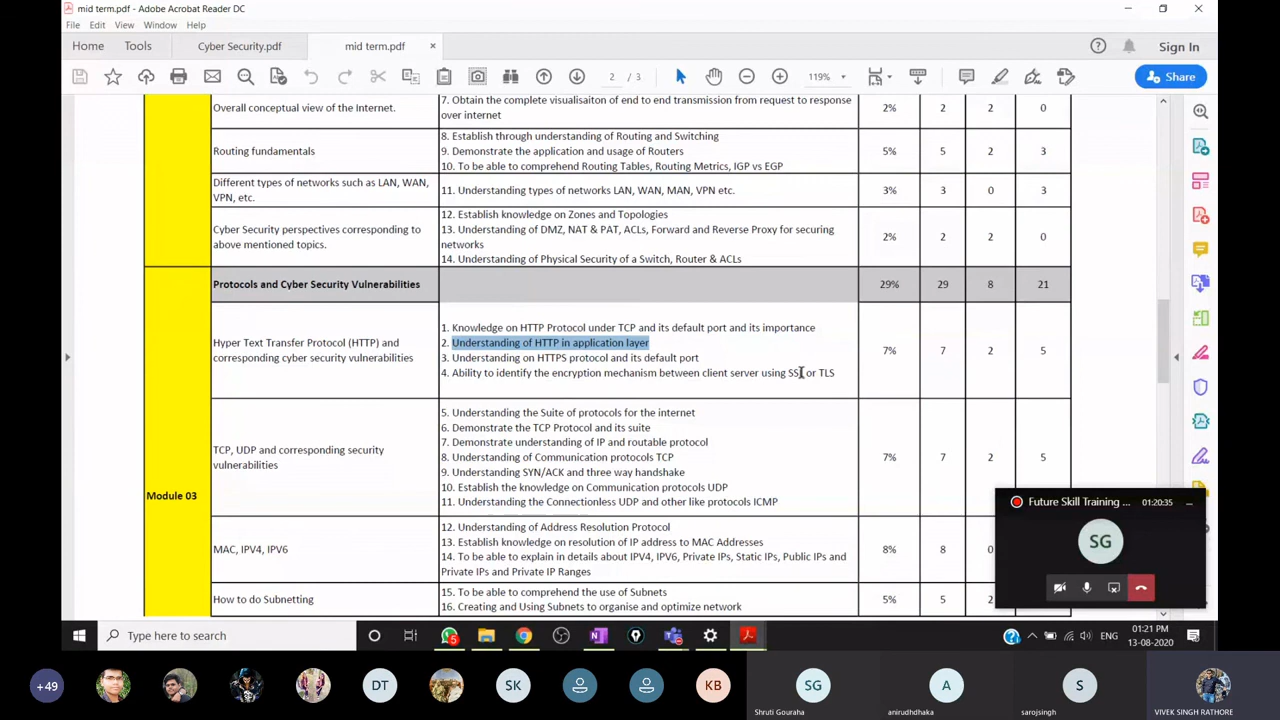 mid term.pdf - Adobe Acrobat Reader DC
File Edit View Window Help
Home Tools Cyber Security.pdf mid term.pdf × Sign In
2 / 3 119% Share
Overall conceptual view of the Internet.
7. Obtain the complete visualisaiton of end to end transmission from request to response
over internet
2% 2 2 0
Routing fundamentals
8. Establish through understanding of Routing and Switching
9. Demonstrate the application and usage of Routers
10. To be able to comprehend Routing Tables, Routing Metrics, IGP vs EGP
5% 5 2 3
Different types of networks such as LAN, WAN,
VPN, etc.
11. Understanding types of networks LAN, WAN, MAN, VPN etc.
3% 3 0 3
Cyber Security perspectives corresponding to
above mentioned topics.
12. Establish knowledge on Zones and Topologies
13. Understanding of DMZ, NAT & PAT, ACLs, Forward and Reverse Proxy for securing
networks
14. Understanding of Physical Security of a Switch, Router & ACLs
2% 2 2 0
Module 03
Protocols and Cyber Security Vulnerabilities
29% 29 8 21
Hyper Text Transfer Protocol (HTTP) and
corresponding cyber security vulnerabilities
1. Knowledge on HTTP Protocol under TCP and its default port and its importance
2. Understanding of HTTP in application layer
3. Understanding on HTTPS protocol and its default port
4. Ability to identify the encryption mechanism between client server using SSL or TLS
7% 7 2 5
TCP, UDP and corresponding security
vulnerabilities
5. Understanding the Suite of protocols for the internet
6. Demonstrate the TCP Protocol and its suite
7. Demonstrate understanding of IP and routable protocol
8. Understanding of Communication protocols TCP
9. Understanding SYN/ACK and three way handshake
10. Establish the knowledge on Communication protocols UDP
11. Understanding the Connectionless UDP and other like protocols ICMP
7% 7 2 5
MAC, IPV4, IPV6
12. Understanding of Address Resolution Protocol
13. Establish knowledge on resolution of IP address to MAC Addresses
14. To be able to explain in details about IPV4, IPV6, Private IPs, Static IPs, Public IPs and
Private IPs and Private IP Ranges
8% 8 0
How to do Subnetting
15. To be able to comprehend the use of Subnets
16. Creating and Using Subnets to organise and optimize network
5% 5 2
Future Skill Training ... 01:20:35
SG
Type here to search
5
ENG
01:21 PM
13-08-2020
+49 DT SK KB SG A S
Shruti Gouraha anirudhdhaka sarojsingh VIVEK SINGH RATHORE